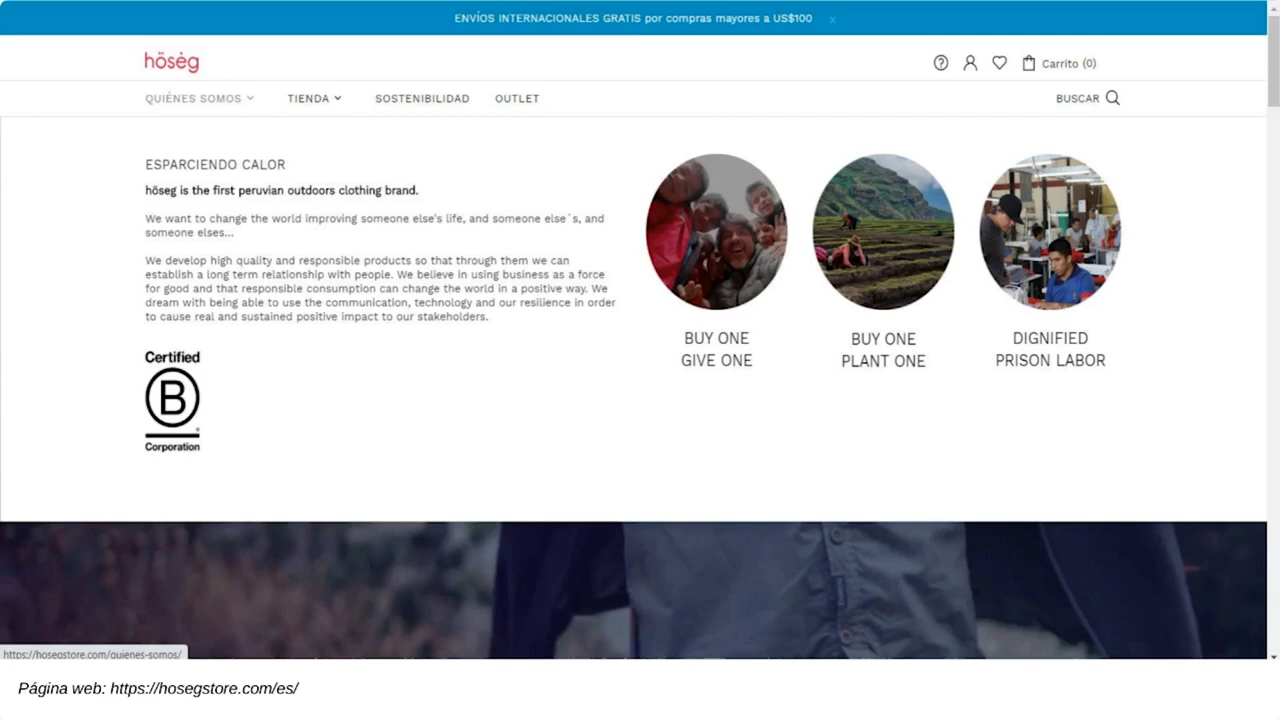 ENVÍOS INTERNACIONALES GRATIS por compras mayores a US$100 ×
hösėg
Carrito (0)
QUIÉNES SOMOS
TIENDA
SOSTENIBILIDAD
OUTLET
BUSCAR
ESPARCIENDO CALOR
höseg is the first peruvian outdoors clothing brand.
We want to change the world improving someone else's life, and someone else´s, and
someone elses...
We develop high quality and responsible products so that through them we can
establish a long term relationship with people. We believe in using business as a force
for good and that responsible consumption can change the world in a positive way. We
dream with being able to use the communication, technology and our resilience in order
to cause real and sustained positive impact to our stakeholders.
Certified
B
®
Corporation
BUY ONE
GIVE ONE
BUY ONE
PLANT ONE
DIGNIFIED
PRISON LABOR
https://hosegstore.com/quienes-somos/
Página web: https://hosegstore.com/es/